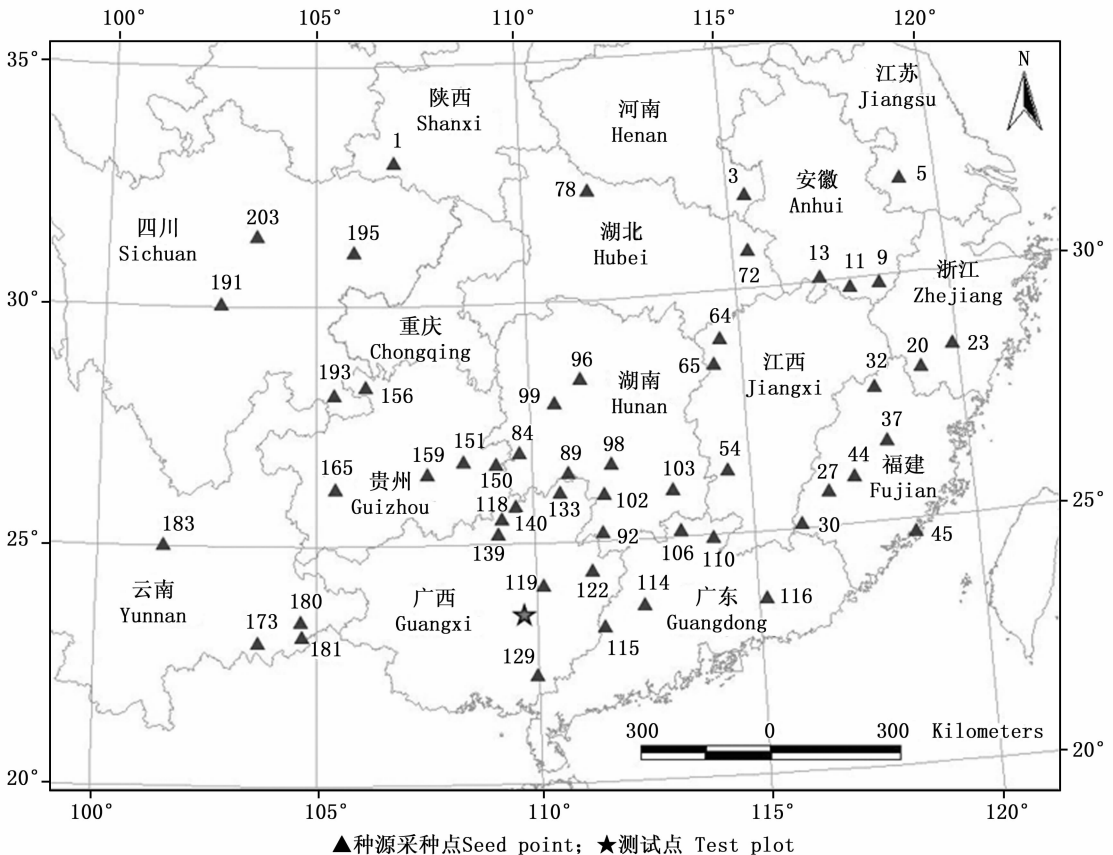 100° 105° 110° 115° 120°
35°
N
江苏
Jiangsu
陕西
Shanxi
河南
Henan
1
3
5
78
安徽
Anhui
四川
Sichuan
203
195
湖北
Hubei
72
13
11
9
30°
浙江
Zhejiang
191
30°
重庆
Chongqing
64
65
江西
Jiangxi
32
20
23
193
156
96
99
湖南
Hunan
37
44
27
福建
Fujian
84
151
159
150
89
98
54
103
165
贵州
Guizhou
118
140
133
102
25°
183
25°
139
92
106
110
30
45
云南
Yunnan
119
122
114
广西
Guangxi
广东
Guangdong
116
180
173
181
115
129
300 0 300 Kilometers
20°
20°
100° 105° 110° 115° 120°
▲种源采种点Seed point; ★测试点 Test plot